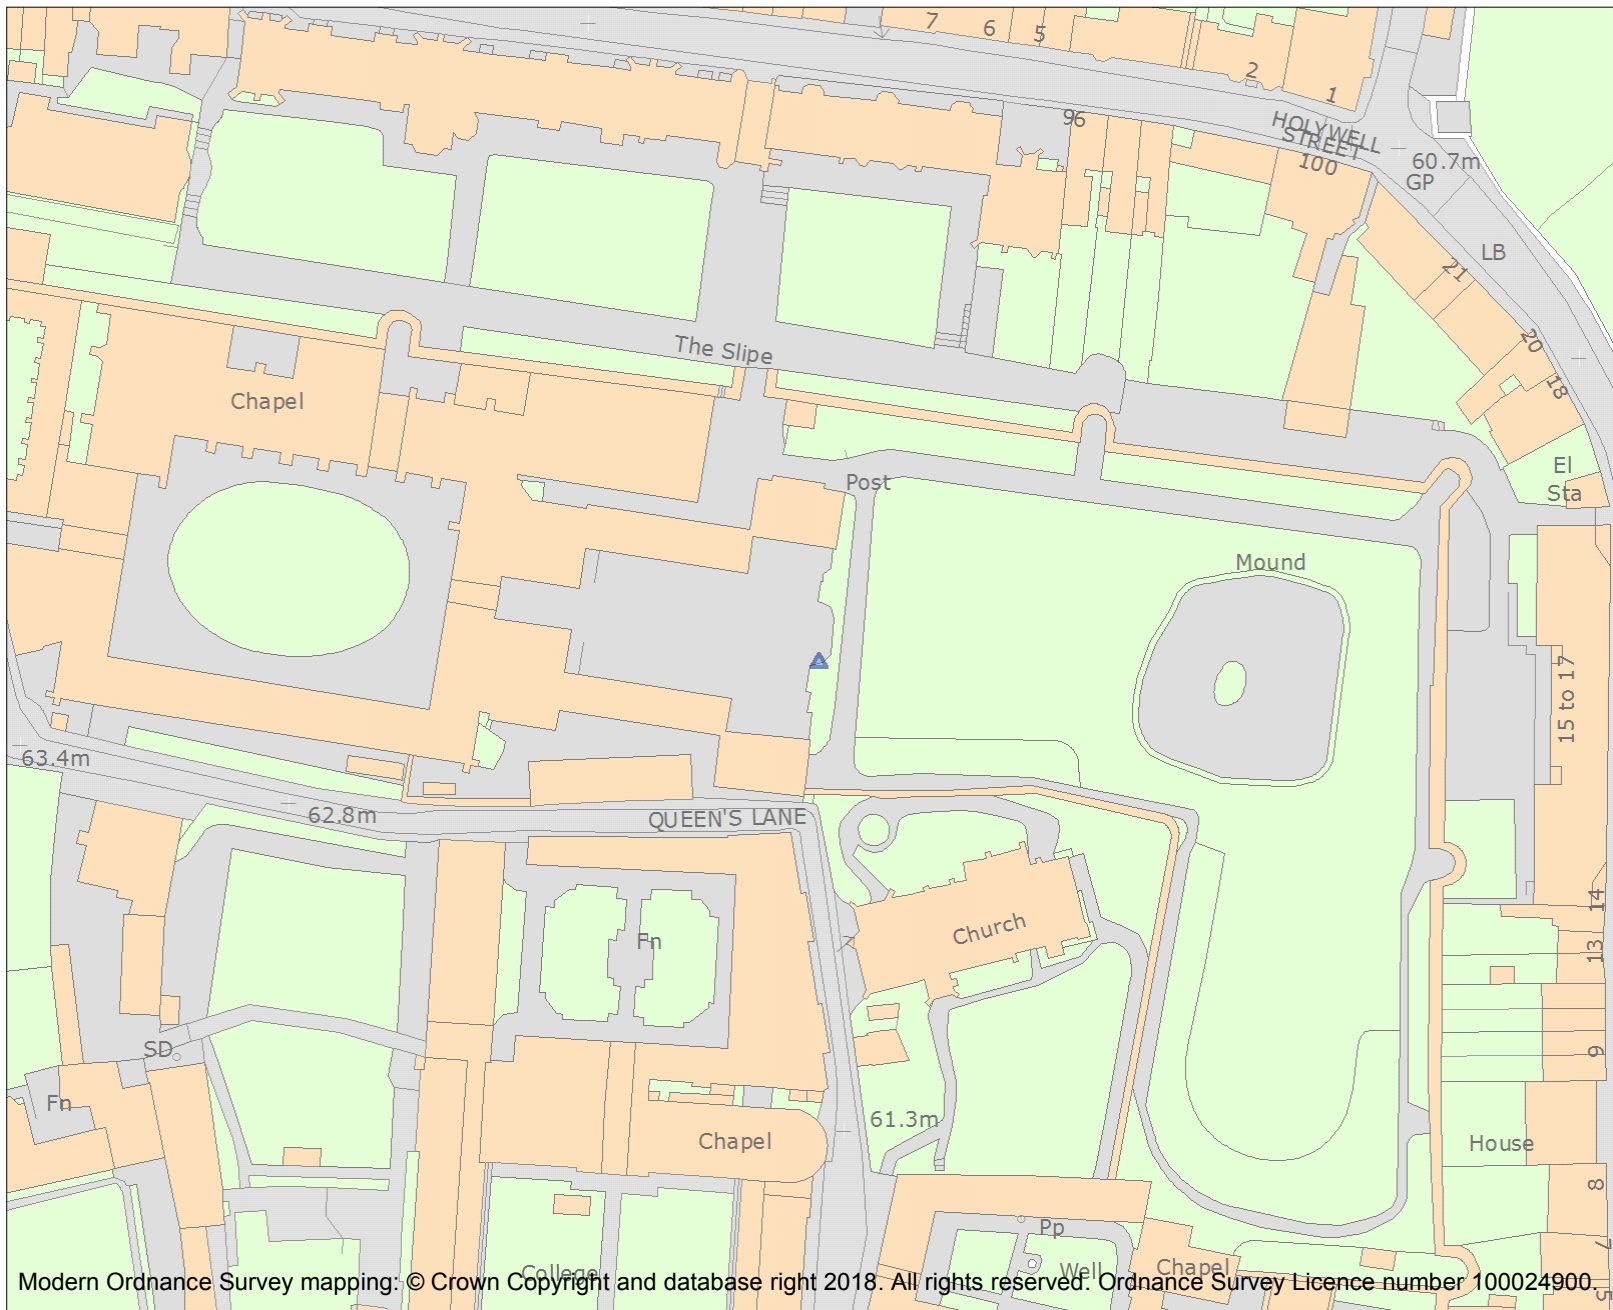 7
6
5
2
1
96
HOLYWELL
STREET
100
60.7m
GP
LB
21
20
18
The Slipe
Chapel
El
Sta
Post
Mound
15 to 17
63.4m
62.8m
QUEEN'S LANE
14
Church
Fn
13
SD
9
Fn
61.3m
Chapel
House
8
Pp
7
Well
Chapel
College
5
Modern Ordnance Survey mapping: © Crown Copyright and database right 2018. All rights reserved. Ordnance Survey Licence number 100024900.